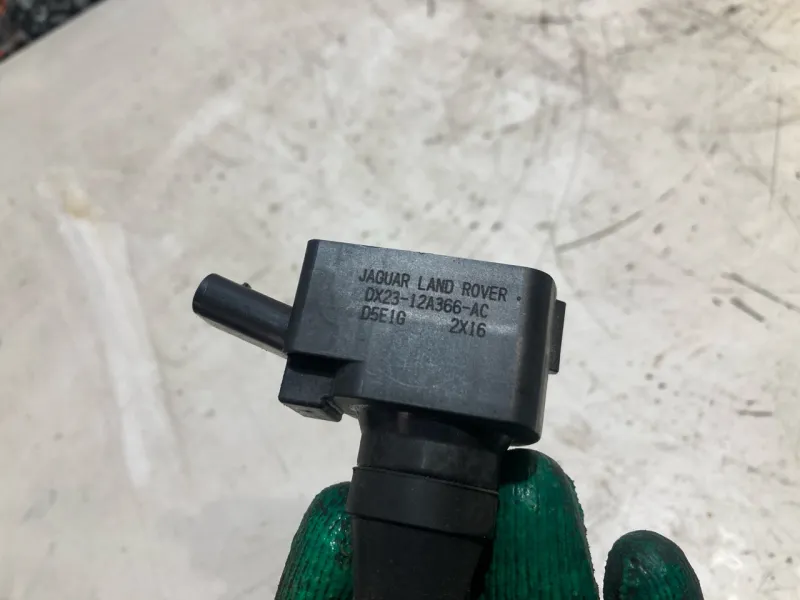 JAGUAR LAND ROVER
DX23-12A366-AC
D5E1G 2X16